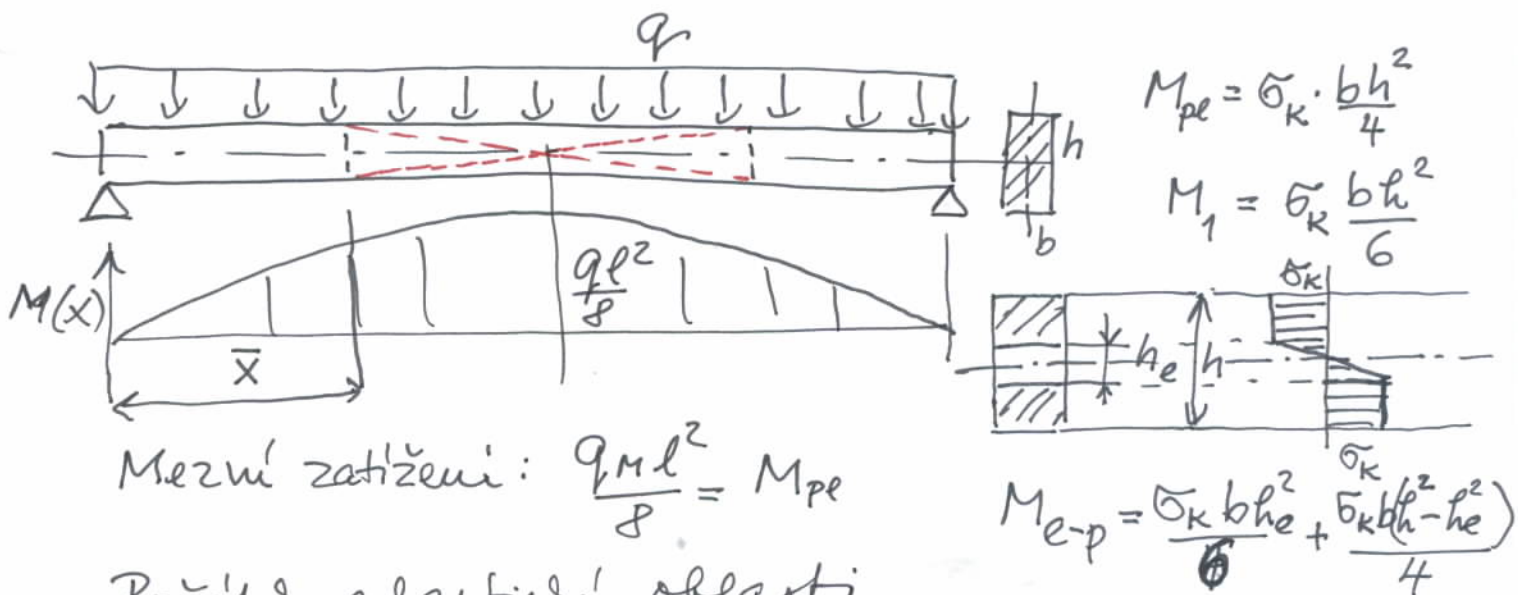 q
M_pe = σ_K · bh²/4
h
M_1 = σ_K bh²/6
b
M(x)
ql²/8
x̄
σ_K
h_e
h
σ_K
Mezní zatížení: q_M l²/8 = M_pe
M_e-p = σ_K bh_e²/6 + σ_K b(h²-h_e²)/4